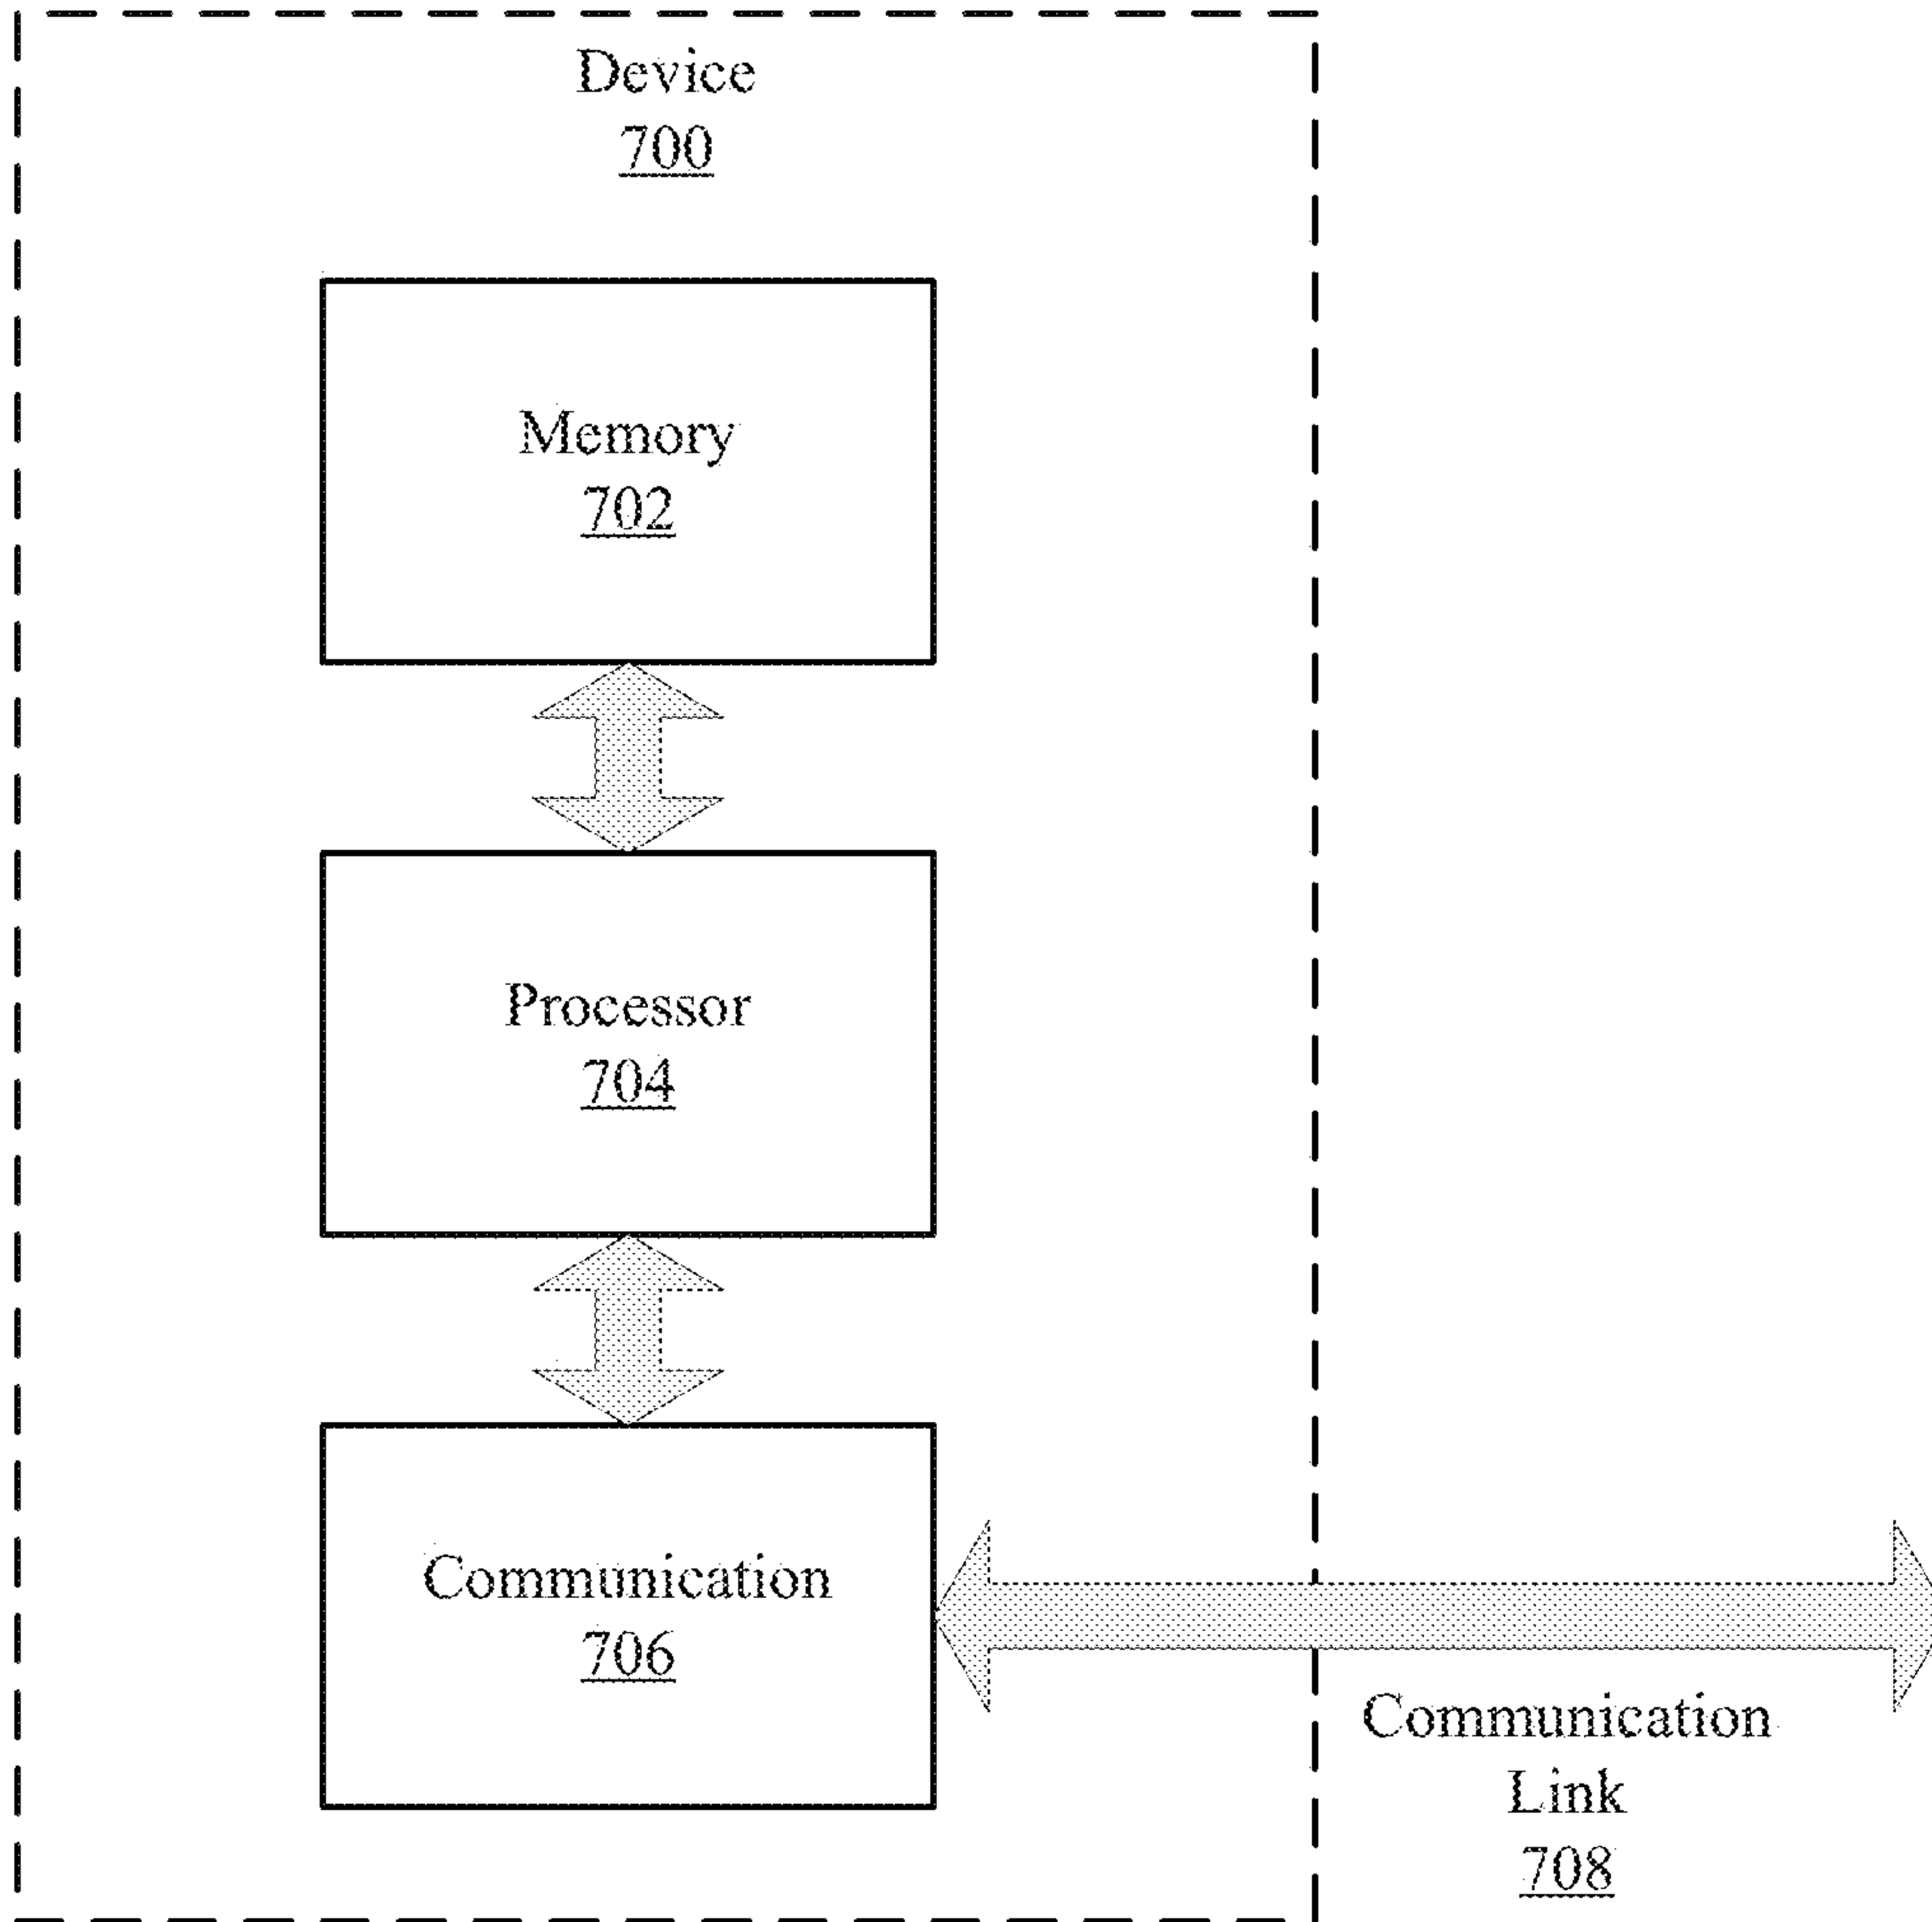 Device
700
Memory
702
Processor
704
Communication
706
Communication
Link
708